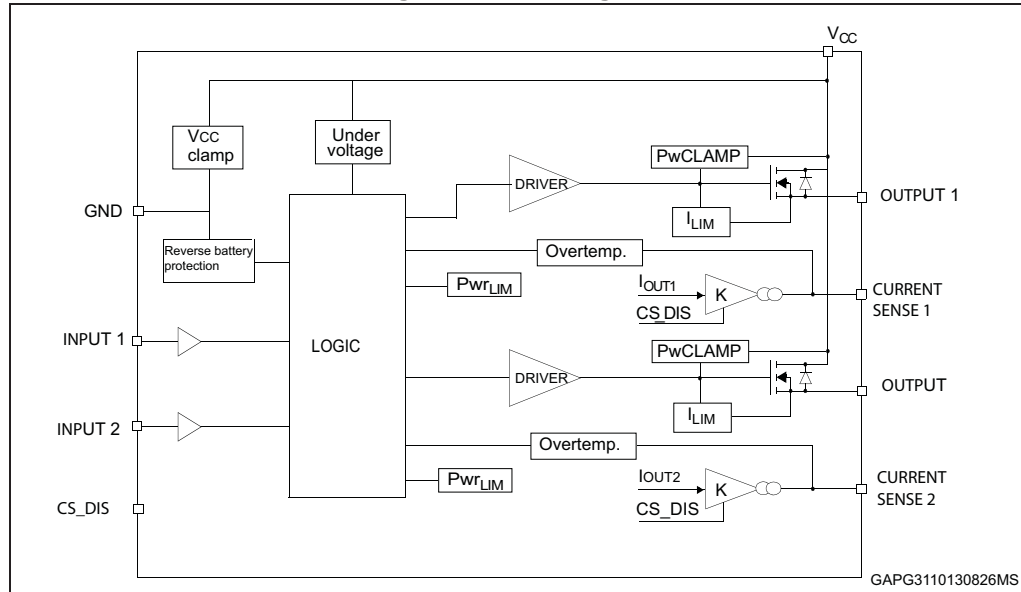 VCC
VCC
clamp
Under
voltage
PwCLAMP
DRIVER
GND
OUTPUT 1
ILIM
Reverse battery
protection
Overtemp.
PwrLIM
IOUT1
K
CURRENT
SENSE 1
CS_DIS
INPUT 1
LOGIC
PwCLAMP
DRIVER
OUTPUT
ILIM
INPUT 2
Overtemp.
PwrLIM
IOUT2
K
CURRENT
SENSE 2
CS_DIS
CS_DIS
GAPG3110130826MS